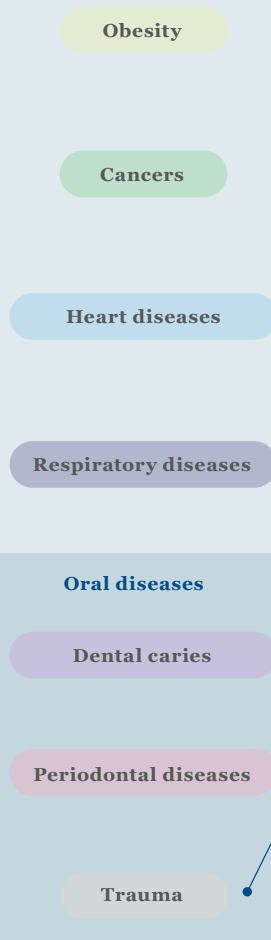 Obesity
Cancers
Heart diseases
Respiratory diseases
Oral diseases
Dental caries
Periodontal diseases
Trauma